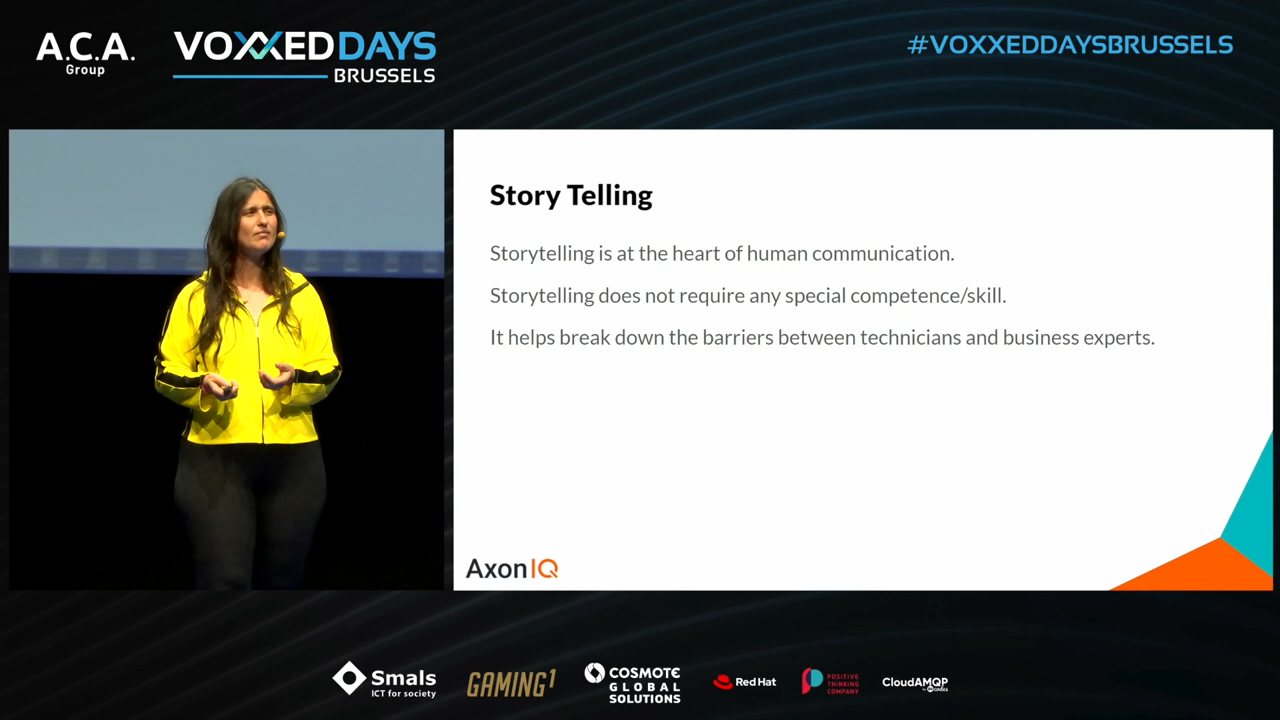 A.C.A.
Group
VOXXEDDAYS
BRUSSELS
#VOXXEDDAYSBRUSSELS
Story Telling
Storytelling is at the heart of human communication.
Storytelling does not require any special competence/skill.
It helps break down the barriers between technicians and business experts.
AxonIQ
Smals
ICT for society
GAMING1
COSMOTE
GLOBAL
SOLUTIONS
Red Hat
POSITIVE
THINKING
COMPANY
CloudAMQP